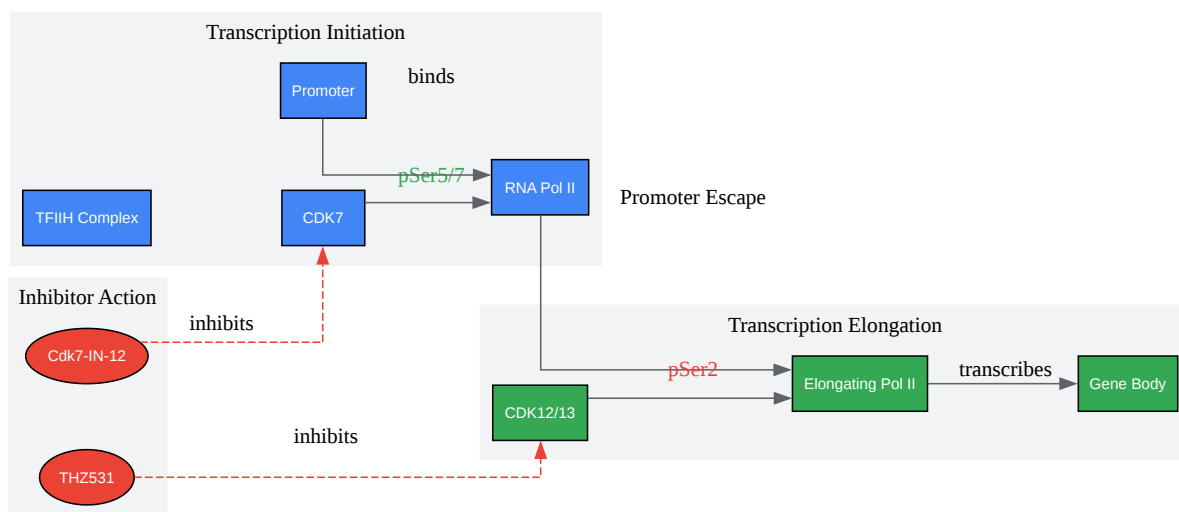 Transcription Initiation
Promoter
binds
pSer5/7
RNA Pol II
TFIIH Complex
CDK7
Promoter Escape
Inhibitor Action
Cdk7-IN-12
inhibits
THZ531
inhibits
Transcription Elongation
pSer2
CDK12/13
Elongating Pol II
transcribes
Gene Body